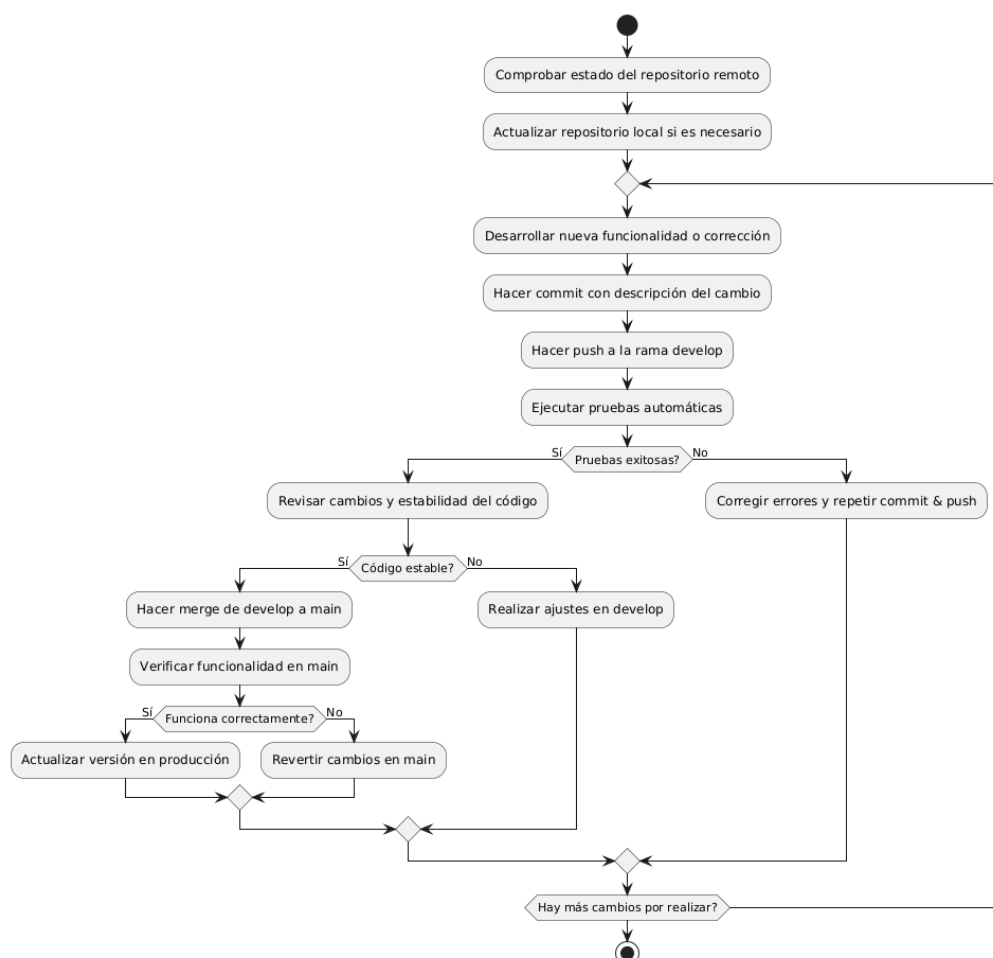 Comprobar estado del repositorio remoto
Actualizar repositorio local si es necesario
Desarrollar nueva funcionalidad o corrección
Hacer commit con descripción del cambio
Hacer push a la rama develop
Ejecutar pruebas automáticas
Sí
Pruebas exitosas?
No
Revisar cambios y estabilidad del código
Corregir errores y repetir commit & push
Sí
Código estable?
No
Hacer merge de develop a main
Realizar ajustes en develop
Verificar funcionalidad en main
Sí
Funciona correctamente?
No
Actualizar versión en producción
Revertir cambios en main
Hay más cambios por realizar?